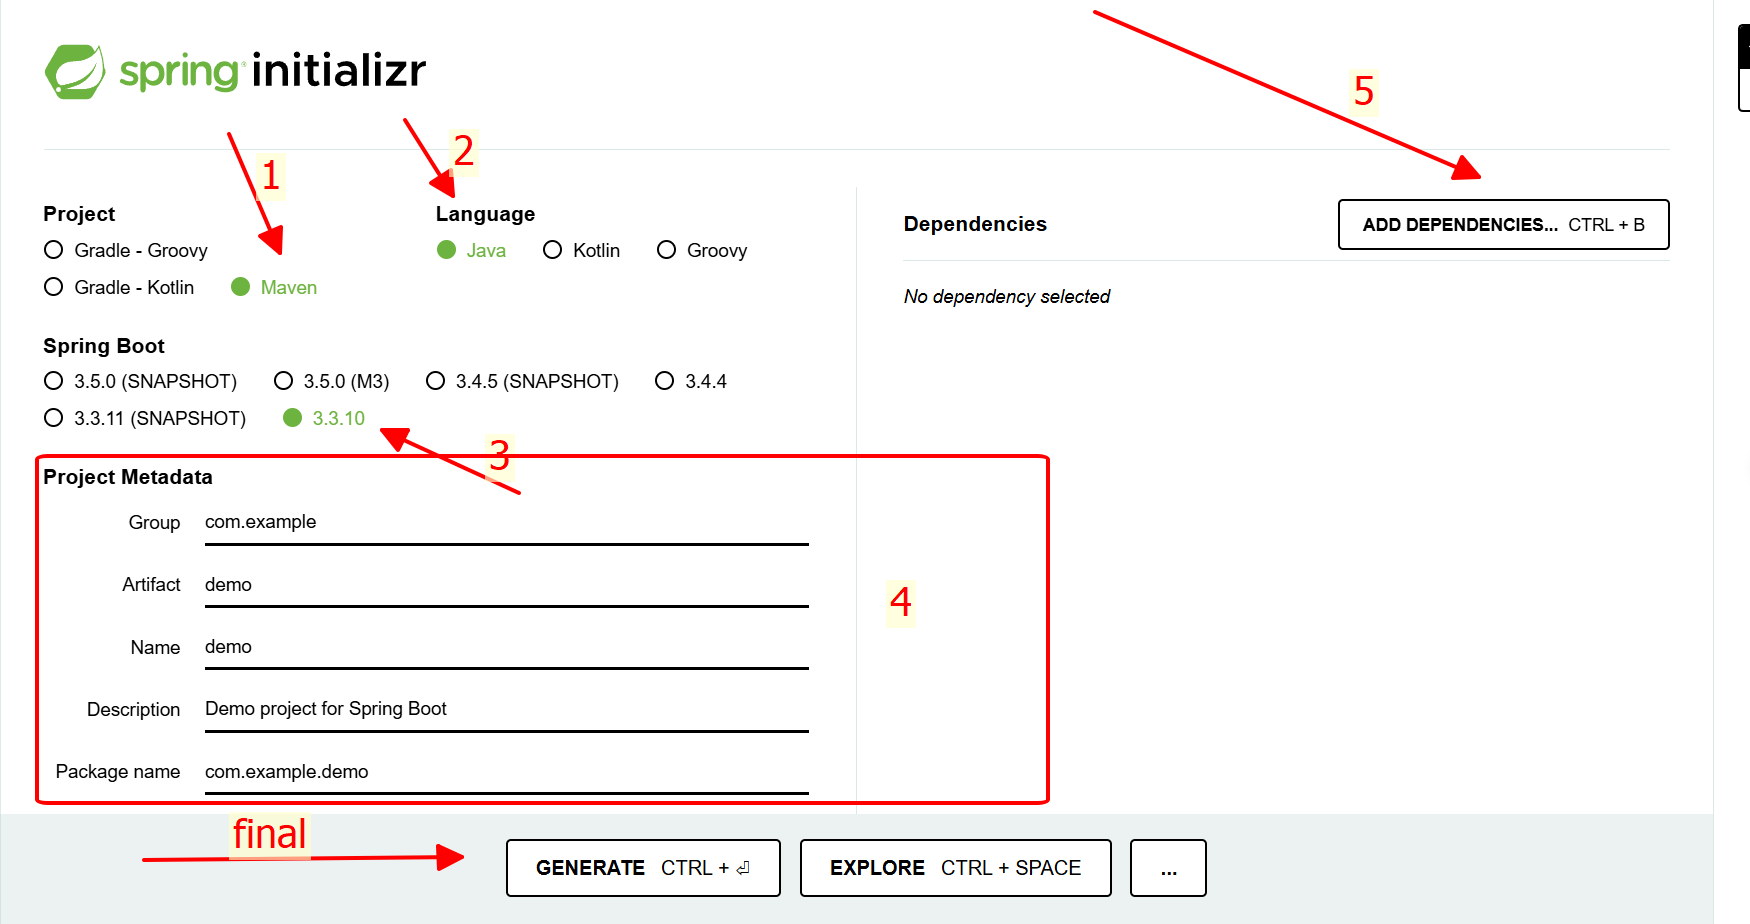 spring initializr
1
2
5
Project
Gradle - Groovy
Gradle - Kotlin Maven
Language
Java Kotlin Groovy
Spring Boot
3.5.0 (SNAPSHOT) 3.5.0 (M3) 3.4.5 (SNAPSHOT) 3.4.4
3.3.11 (SNAPSHOT) 3.3.10
3
Project Metadata
Group com.example
Artifact demo
Name demo
Description Demo project for Spring Boot
Package name com.example.demo
4
Dependencies
ADD DEPENDENCIES... CTRL + B
No dependency selected
final
GENERATE CTRL + ⏎
EXPLORE CTRL + SPACE
...